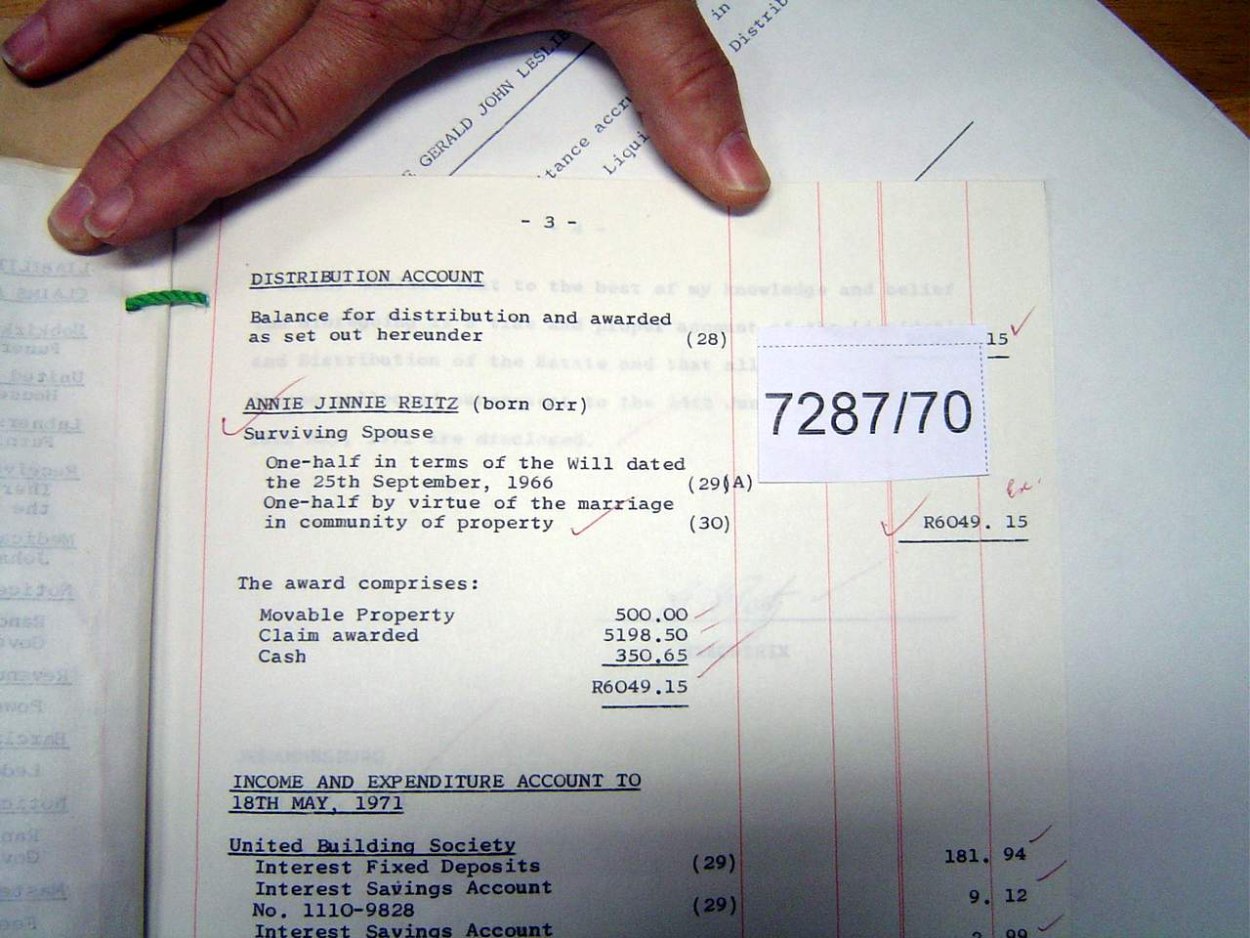 in
Distrib
GERALD JOHN LESLIE
tance accr
Liqui
- 3 -
DISTRIBUTION ACCOUNT
Balance for distribution and awarded
as set out hereunder (28) 15
7287/70
ANNIE JINNIE REITZ (born Orr)
Surviving Spouse
One-half in terms of the Will dated
the 25th September, 1966 (29)(A)
One-half by virtue of the marriage
in community of property (30) R6049. 15
The award comprises:
Movable Property 500.00
Claim awarded 5198.50
Cash 350.65
R6049.15
INCOME AND EXPENDITURE ACCOUNT TO
18TH MAY, 1971
United Building Society
Interest Fixed Deposits (29) 181. 94
Interest Savings Account
No. 1110-9828 (29) 9. 12
Interest Savings Account 99